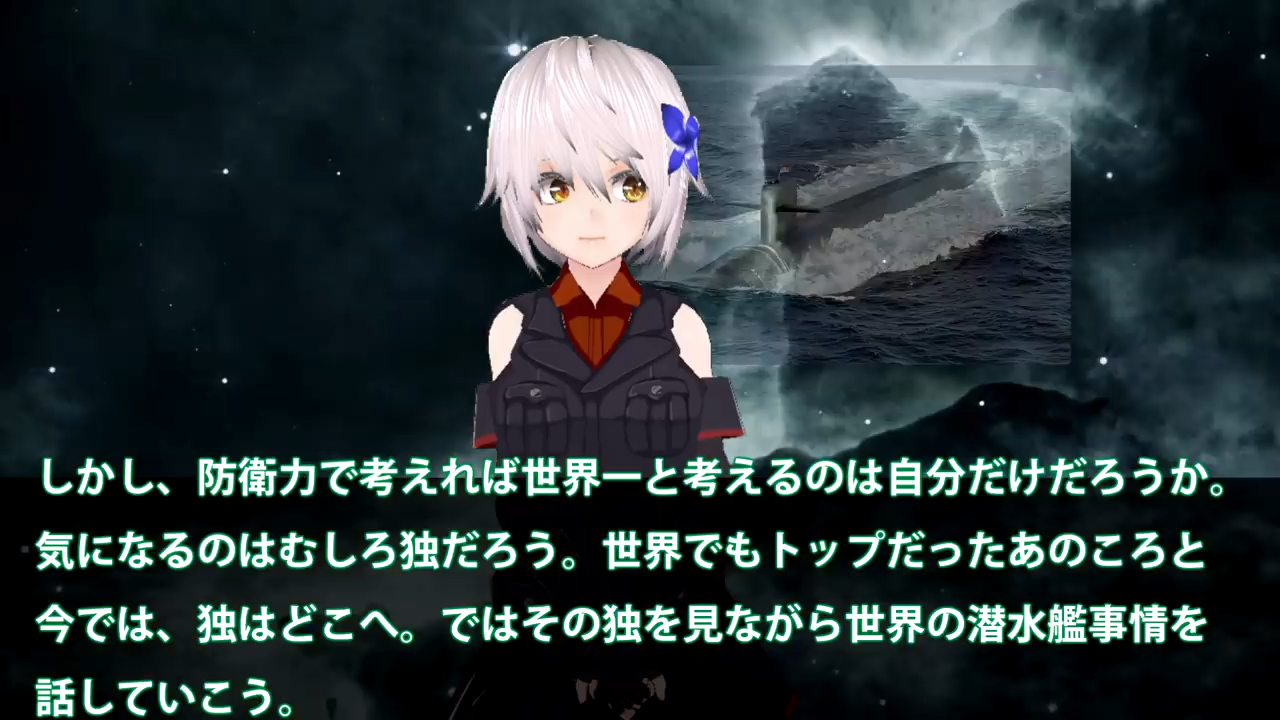 しかし、防衛力で考えれば世界一と考えるのは自分だけだろうか。
気になるのはむしろ独だろう。世界でもトップだったあのころと
今では、独はどこへ。ではその独を見ながら世界の潜水艦事情を
話していこう。